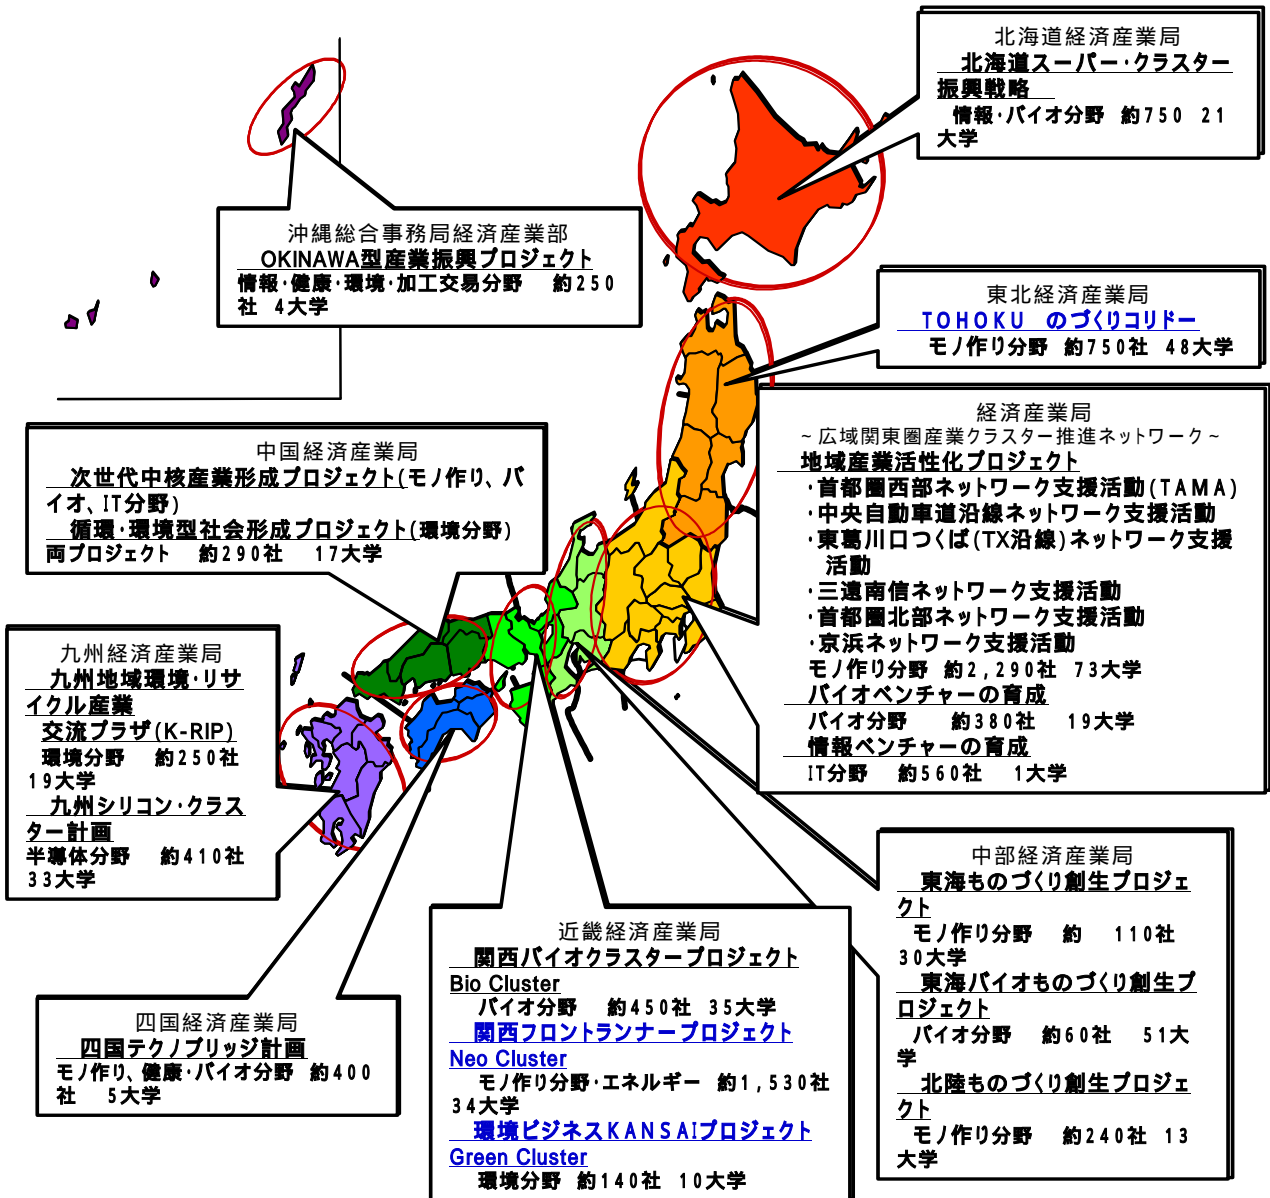 北海道経済産業局
北海道スーパー・クラスター
振興戦略
情報・バイオ分野 約750 21
大学
沖縄総合事務局経済産業部
OKINAWA型産業振興プロジェクト
情報・健康・環境・加工交易分野 約250
社 4大学
東北経済産業局
TOHOKU のづくりコリドー
モノ作り分野 約750社 48大学
経済産業局
~広域関東圏産業クラスター推進ネットワーク~
地域産業活性化プロジェクト
・首都圏西部ネットワーク支援活動(TAMA)
・中央自動車道沿線ネットワーク支援活動
・東葛川口つくば(TX沿線)ネットワーク支援
活動
・三遠南信ネットワーク支援活動
・首都圏北部ネットワーク支援活動
・京浜ネットワーク支援活動
モノ作り分野 約2,290社 73大学
バイオベンチャーの育成
バイオ分野 約380社 19大学
情報ベンチャーの育成
IT分野 約560社 1大学
中国経済産業局
次世代中核産業形成プロジェクト(モノ作り、バ
イオ、IT分野)
循環・環境型社会形成プロジェクト(環境分野)
両プロジェクト 約290社 17大学
九州経済産業局
九州地域環境・リサ
イクル産業
交流プラザ(K-RIP)
環境分野 約250社
19大学
九州シリコン・クラス
ター計画
半導体分野 約410社
33大学
四国経済産業局
四国テクノブリッジ計画
モノ作り、健康・バイオ分野 約400
社 5大学
近畿経済産業局
関西バイオクラスタープロジェクト
Bio Cluster
バイオ分野 約450社 35大学
関西フロントランナープロジェクト
Neo Cluster
モノ作り分野・エネルギー 約1,530社
34大学
環境ビジネスKANSAIプロジェクト
Green Cluster
環境分野 約140社 10大学
中部経済産業局
東海ものづくり創生プロジェ
クト
モノ作り分野 約 110社
30大学
東海バイオものづくり創生プ
ロジェクト
バイオ分野 約60社 51大
学
北陸ものづくり創生プロジェ
クト
モノ作り分野 約240社 13
大学